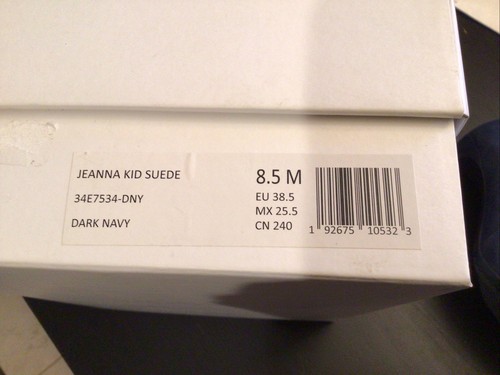 JEANNA KID SUEDE
34E7534-DNY
DARK NAVY
8.5 M
EU 38.5
MX 25.5
CN 240
1 92675 10532 3